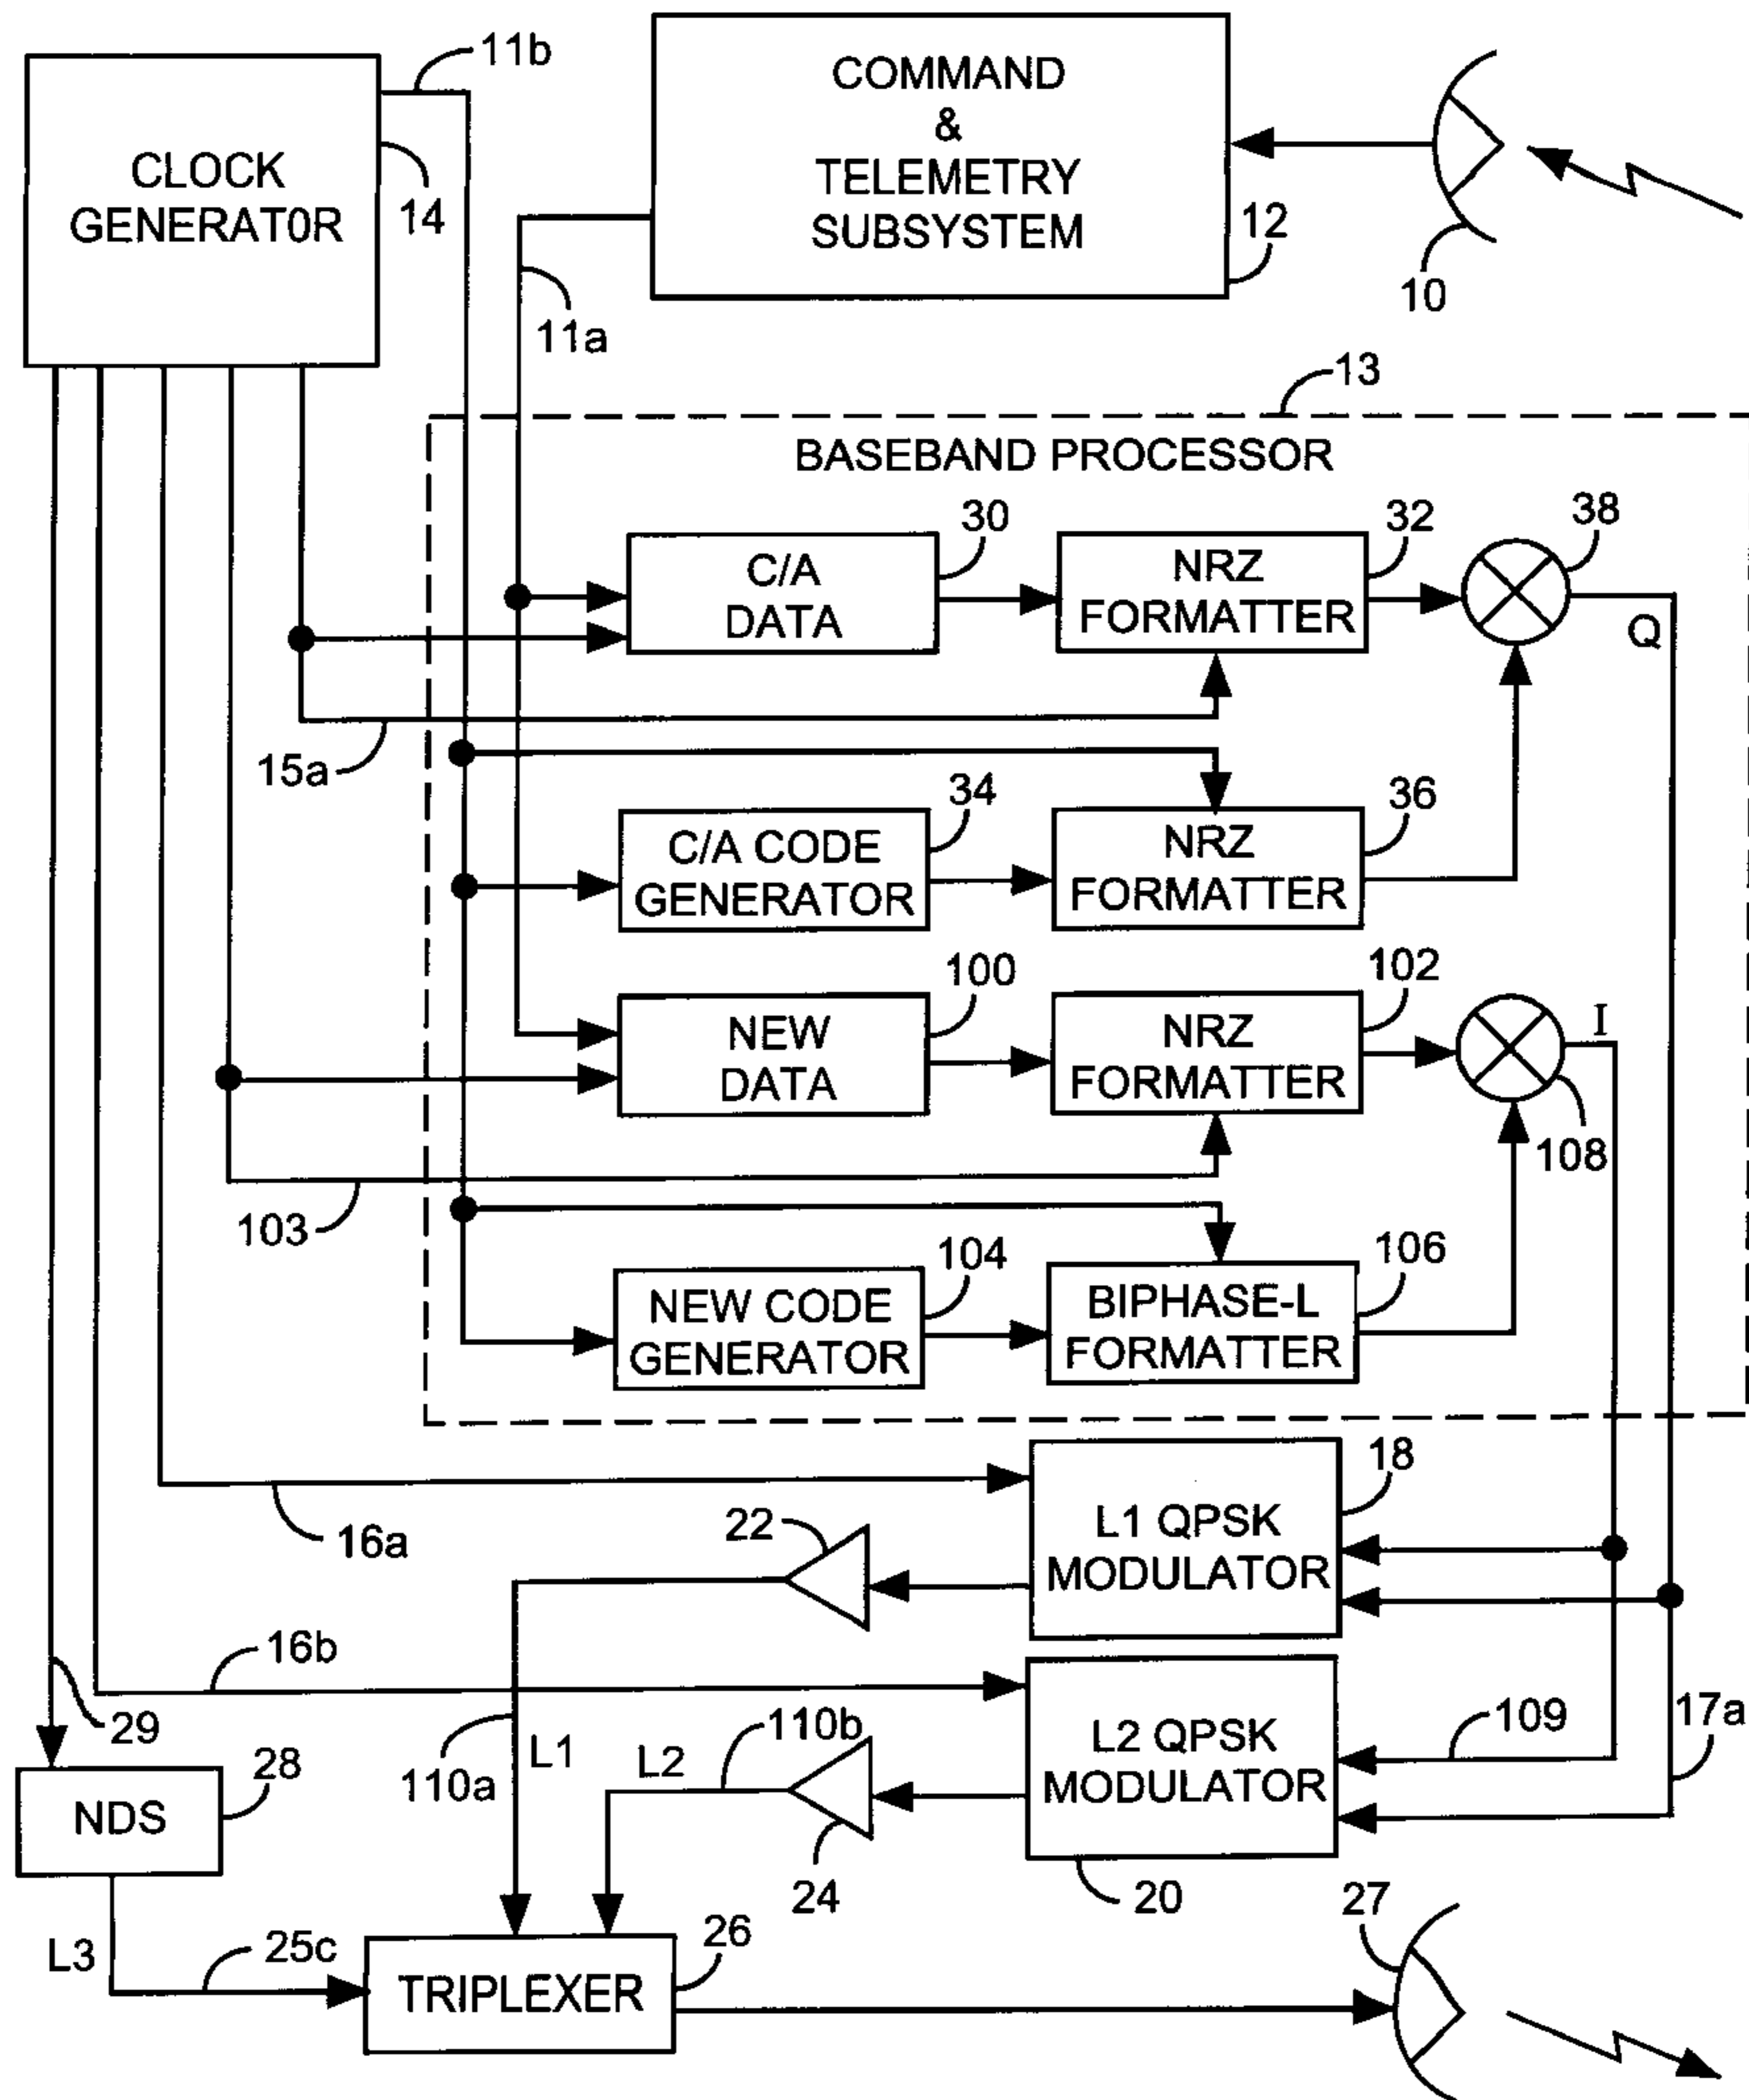 11b
COMMAND
&
TELEMETRY
SUBSYSTEM
CLOCK
GENERATOR
14
12
10
11a
13
BASEBAND PROCESSOR
30
32
38
C/A
DATA
NRZ
FORMATTER
Q
15a
34
36
C/A CODE
GENERATOR
NRZ
FORMATTER
100
102
I
NEW
DATA
NRZ
FORMATTER
108
103
104
106
NEW CODE
GENERATOR
BIPHASE-L
FORMATTER
18
22
L1 QPSK
MODULATOR
16a
16b
29
110b
109
17a
L1
L2
L2 QPSK
MODULATOR
28
110a
NDS
24
20
27
26
L3
25c
TRIPLEXER